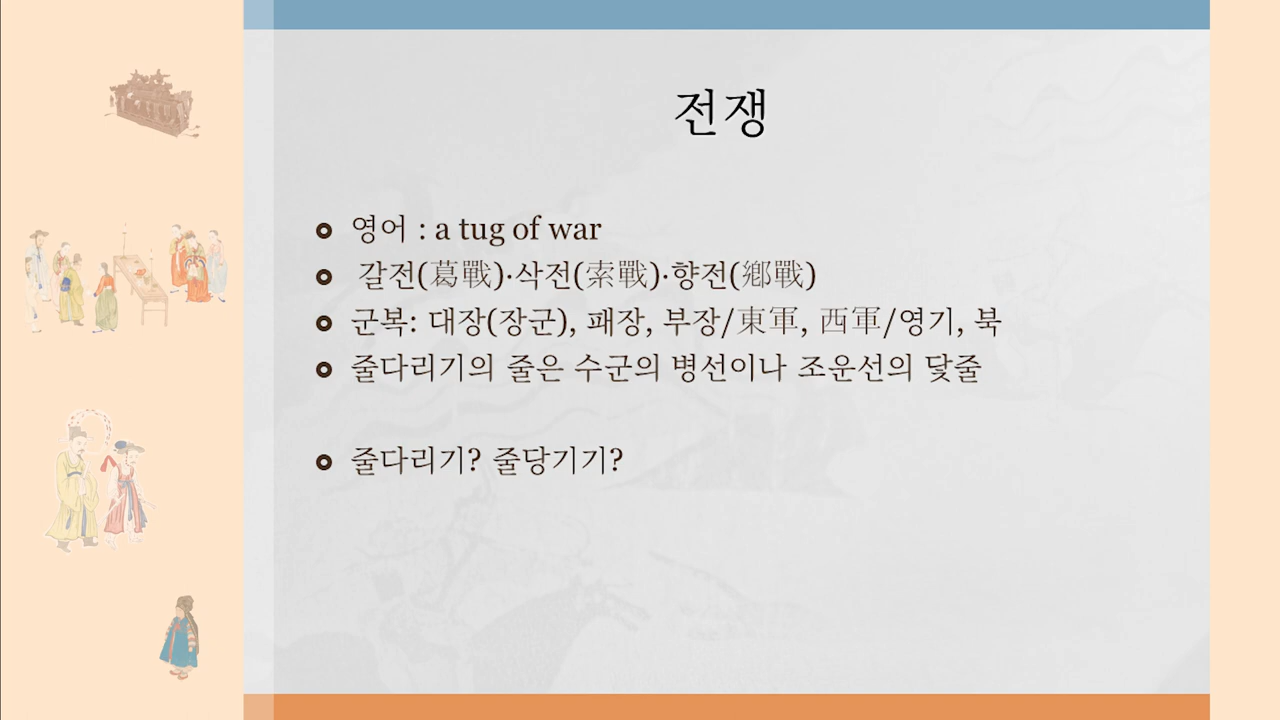 전쟁
영어 : a tug of war
갈전(葛戰)·삭전(索戰)·향전(鄕戰)
군복: 대장(장군), 패장, 부장/東軍, 西軍/영기, 북
줄다리기의 줄은 수군의 병선이나 조운선의 닻줄
줄다리기? 줄당기기?